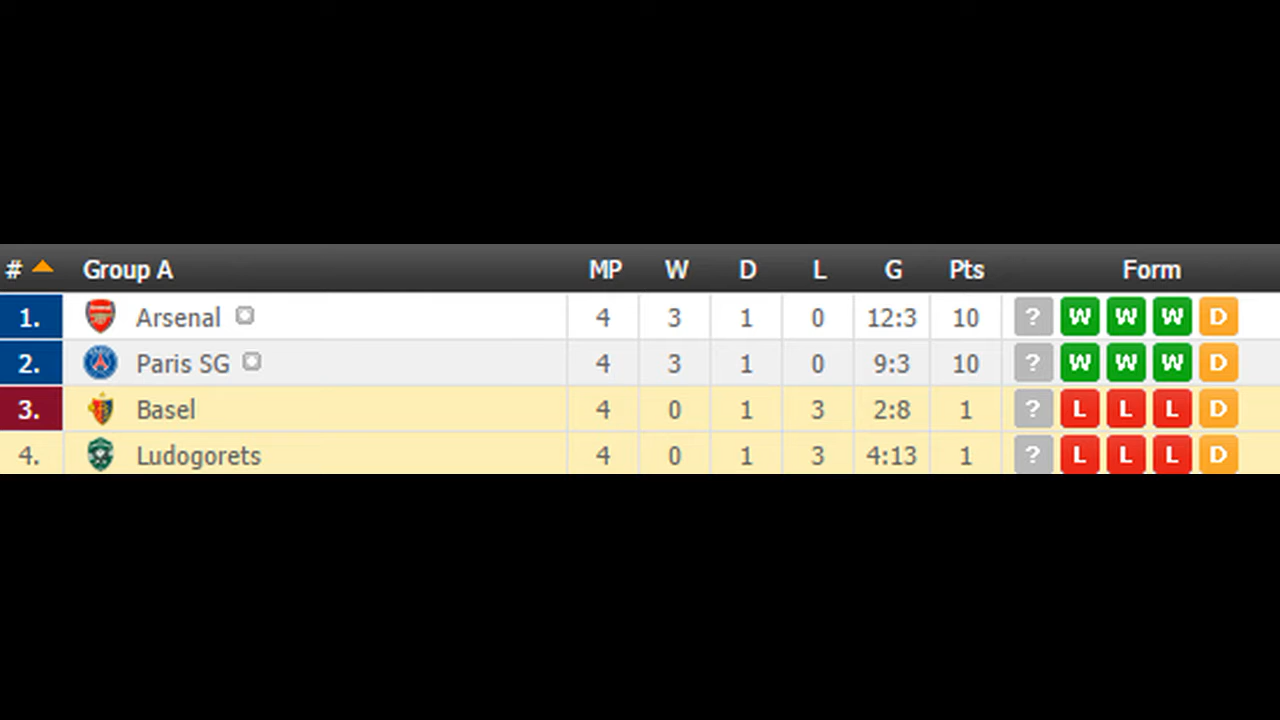 # Group A MP W D L G Pts Form
1. Arsenal 4 3 1 0 12:3 10 ? W W W D
2. Paris SG 4 3 1 0 9:3 10 ? W W W D
3. Basel 4 0 1 3 2:8 1 ? L L L D
4. Ludogorets 4 0 1 3 4:13 1 ? L L L D